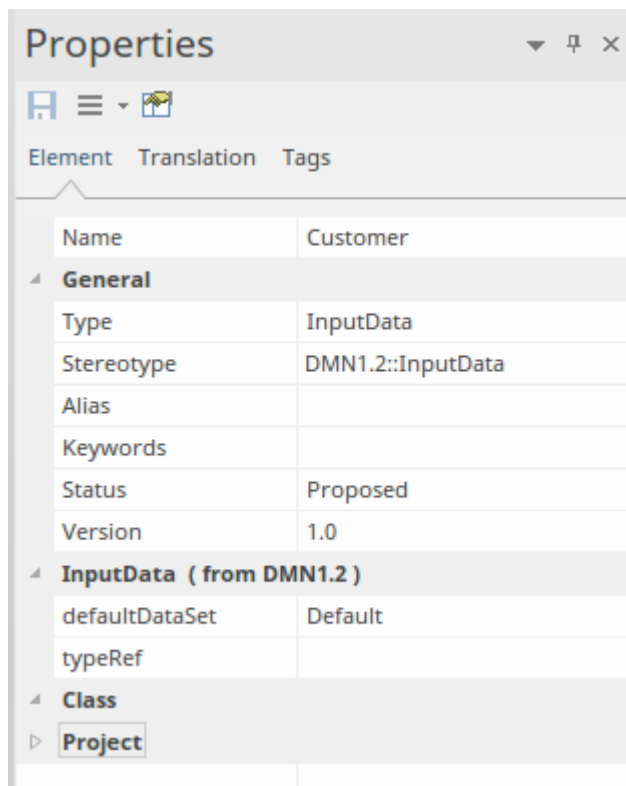 Properties
Element Translation Tags
Name Customer
General
Type InputData
Stereotype DMN1.2::InputData
Alias
Keywords
Status Proposed
Version 1.0
InputData ( from DMN1.2 )
defaultDataSet Default
typeRef
Class
Project